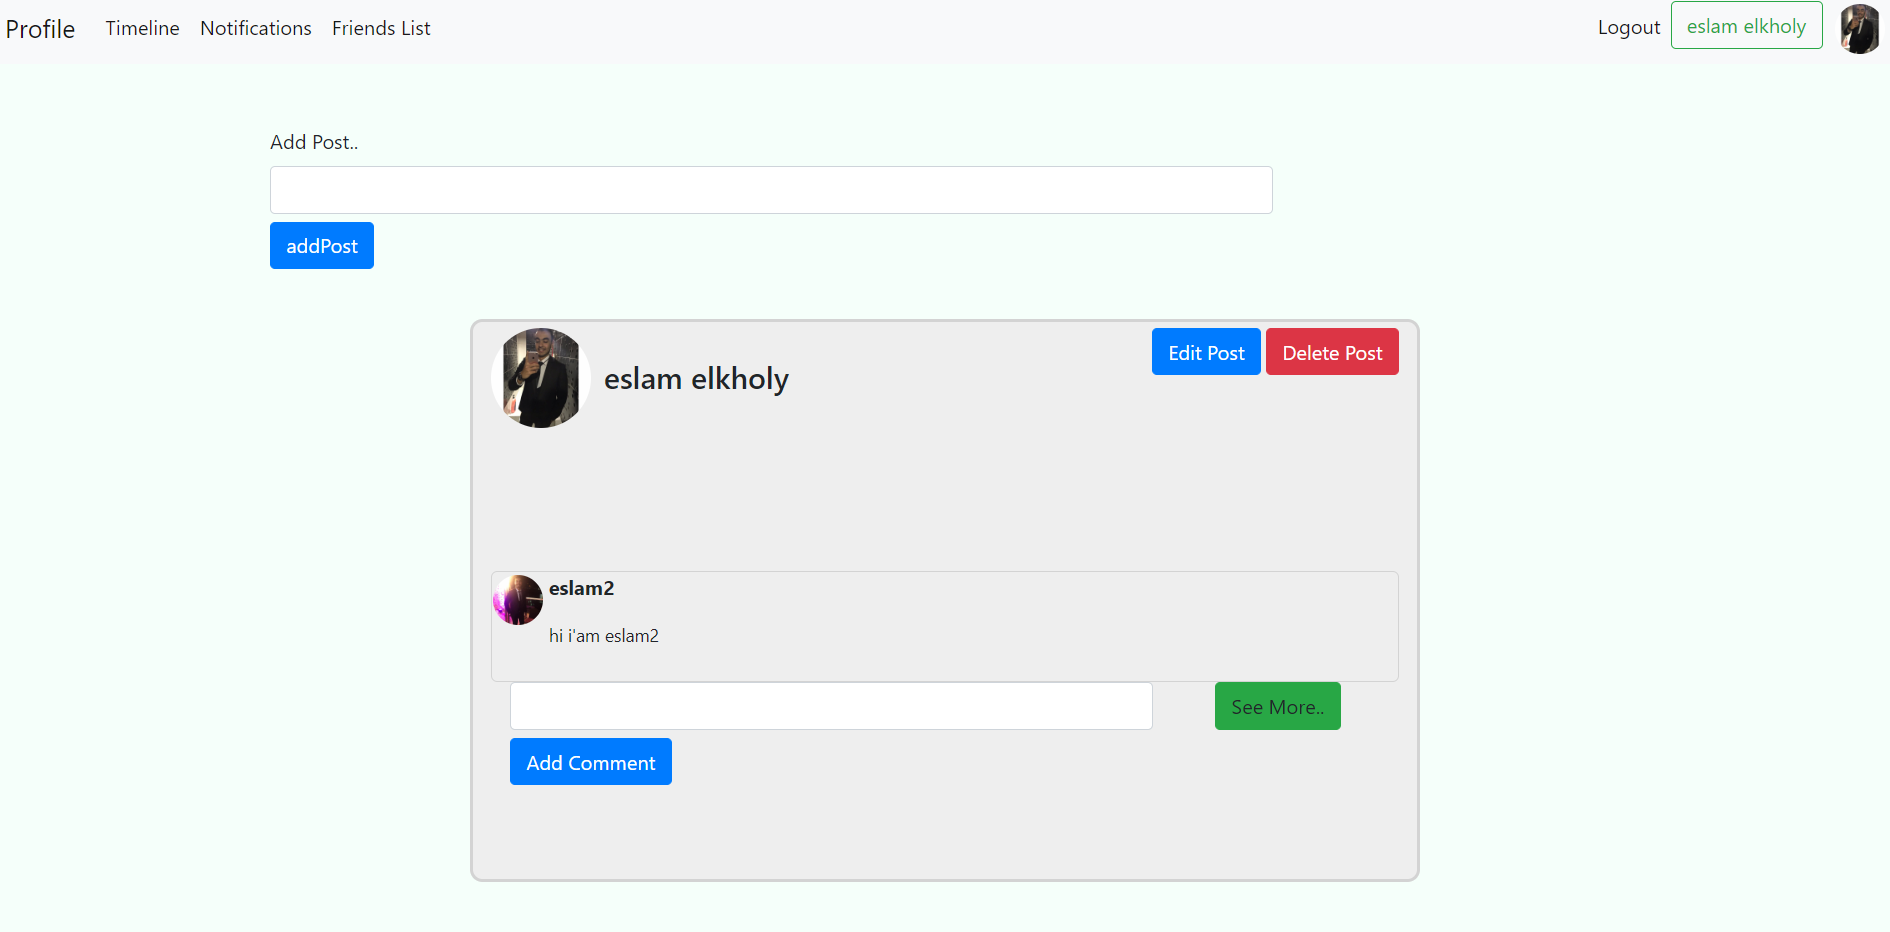 Profile Timeline Notifications Friends List Logout eslam elkholy
Add Post..
addPost
eslam elkholy Edit Post Delete Post
eslam2
hi i'am eslam2
See More..
Add Comment